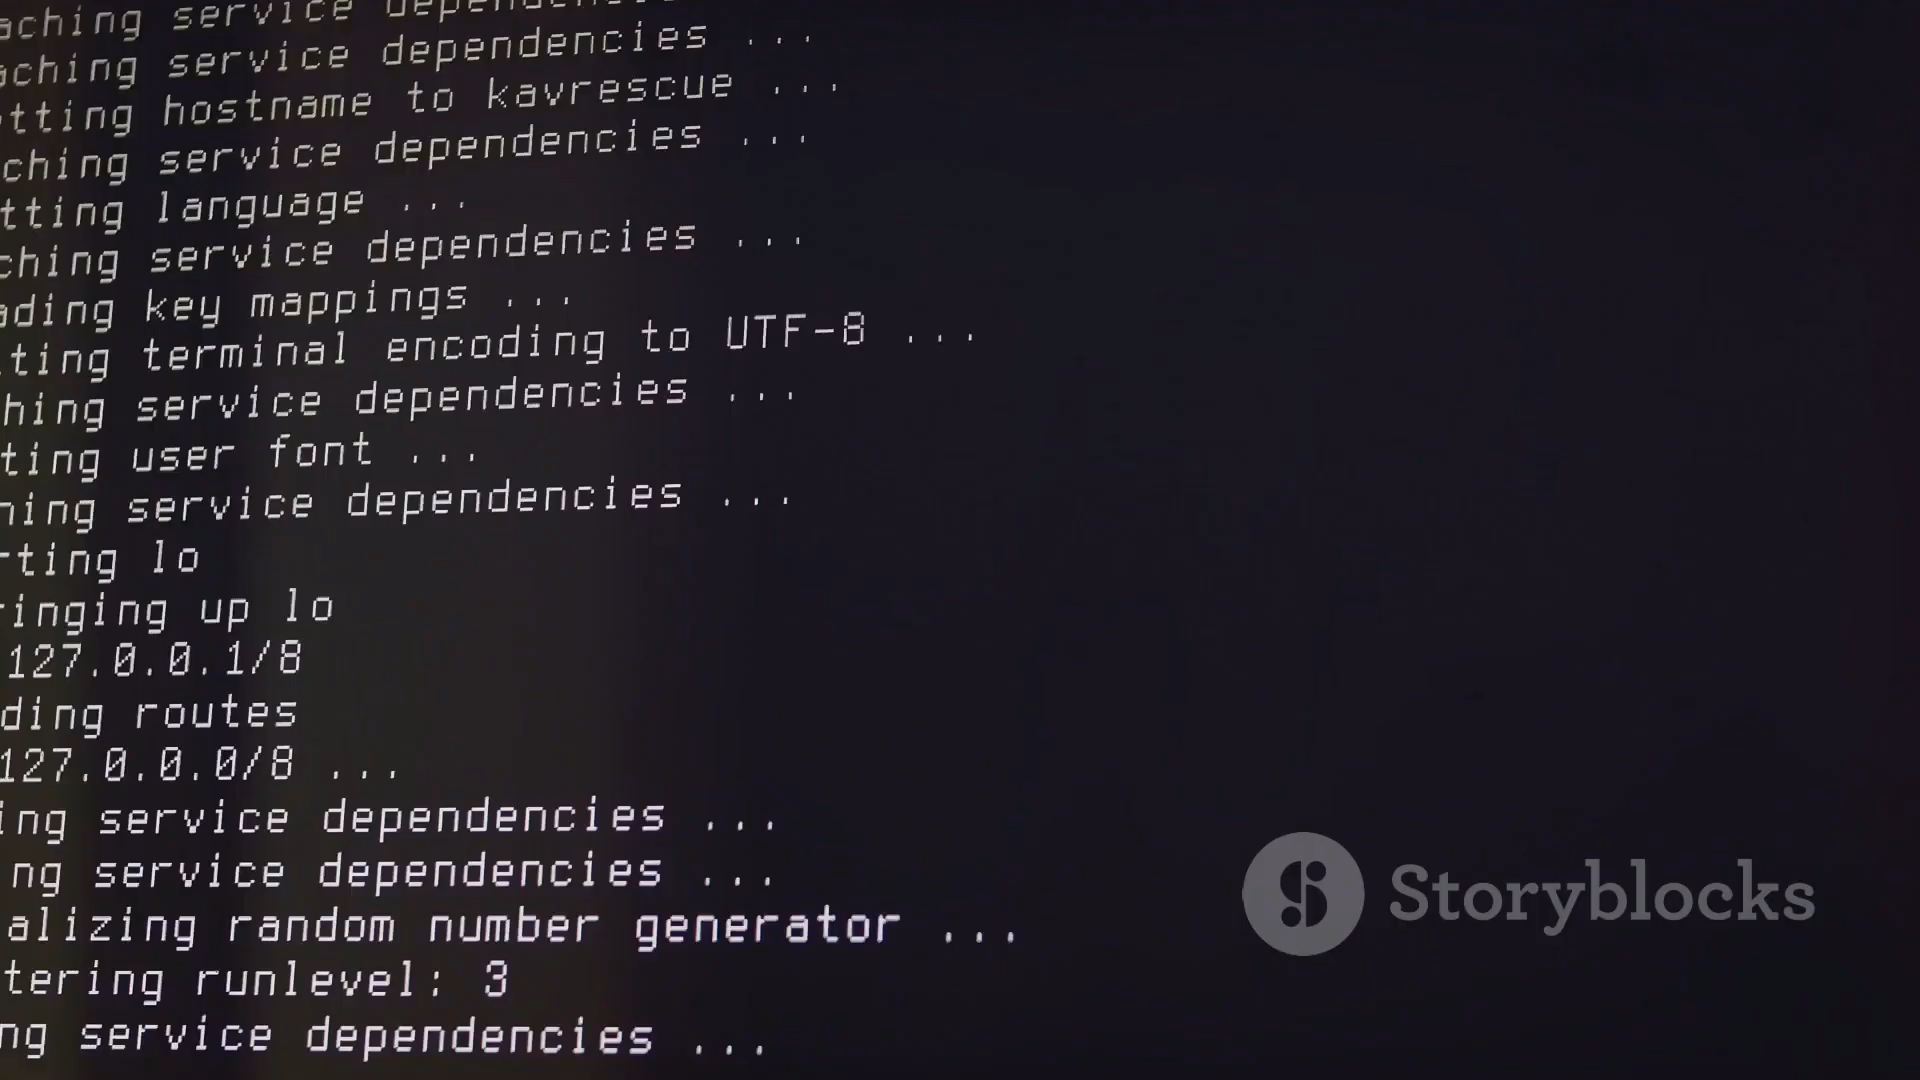 aching service dependencies
aching service dependencies ...
tting hostname to kavrescue ...
ching service dependencies ...
tting language ...
ching service dependencies ...
ading key mappings ...
ting terminal encoding to UTF-8 ...
hing service dependencies ...
ting user font ...
hing service dependencies ...
rting lo
ringing up lo
127.0.0.1/8
ding routes
127.0.0.0/8 ...
ing service dependencies ...
ng service dependencies ...
alizing random number generator ...
tering runlevel: 3
ng service dependencies ...
Storyblocks